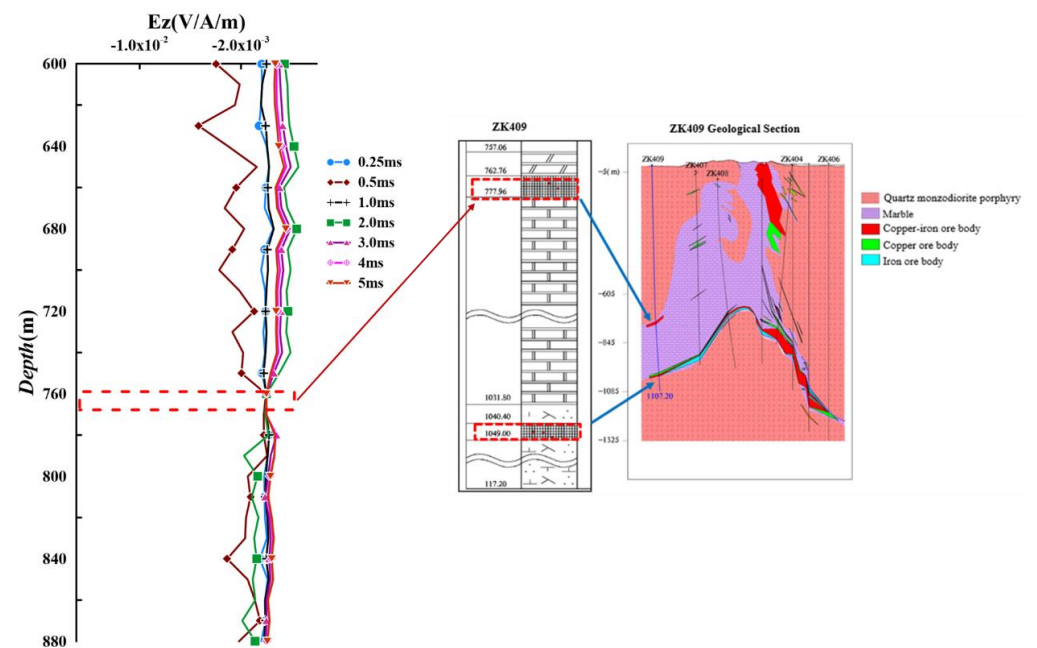 Ez(V/A/m)
-1.0x10⁻²
-2.0x10⁻³
600
640
680
720
760
800
840
880
Depth(m)
0.25ms
0.5ms
1.0ms
2.0ms
3.0ms
4ms
5ms
ZK409
757.06
762.76
777.96
1031.80
1040.40
1049.00
117.20
ZK409 Geological Section
ZK409
ZK407
ZK408
ZK404
ZK406
-5(m)
-605
-845
-1085
-1325
1107.20
Quartz monzodiorite porphyry
Marble
Copper-iron ore body
Copper ore body
Iron ore body